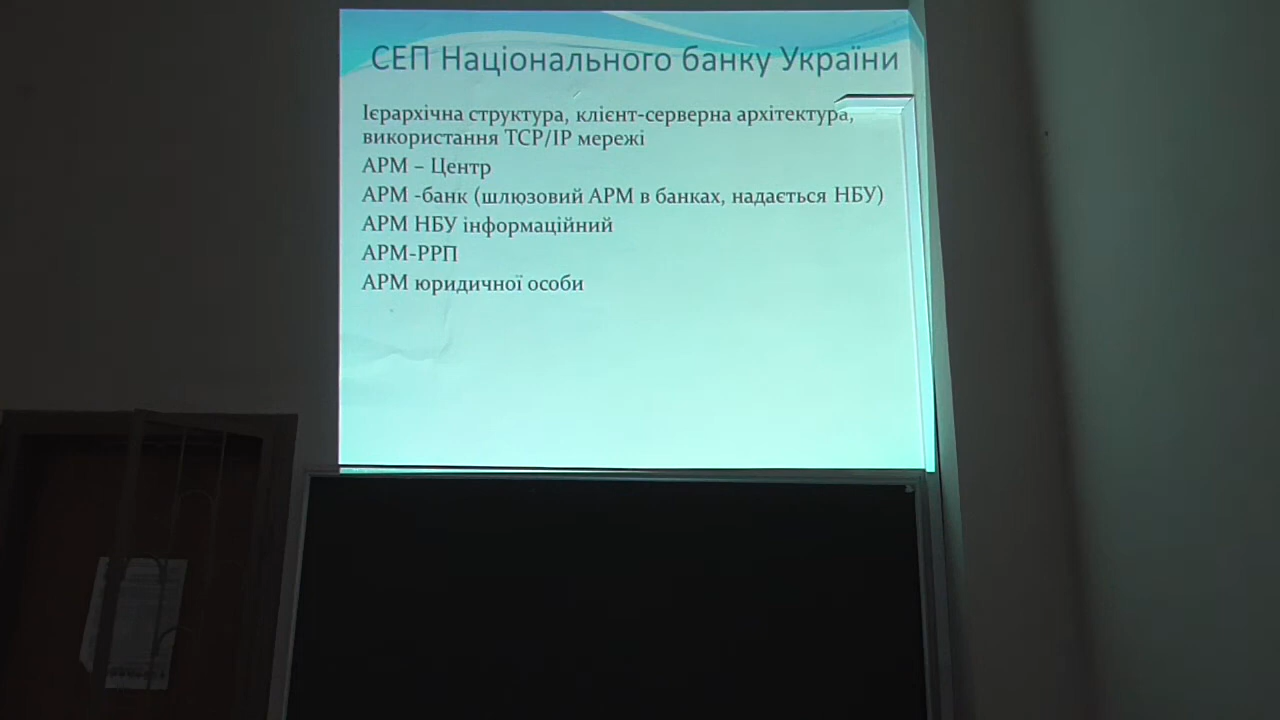 СЕП Національного банку України
Ієрархічна структура, клієнт-серверна архітектура,
використання TCP/IP мережі
АРМ – Центр
АРМ -банк (шлюзовий АРМ в банках, надається НБУ)
АРМ НБУ інформаційний
АРМ-РРП
АРМ юридичної особи